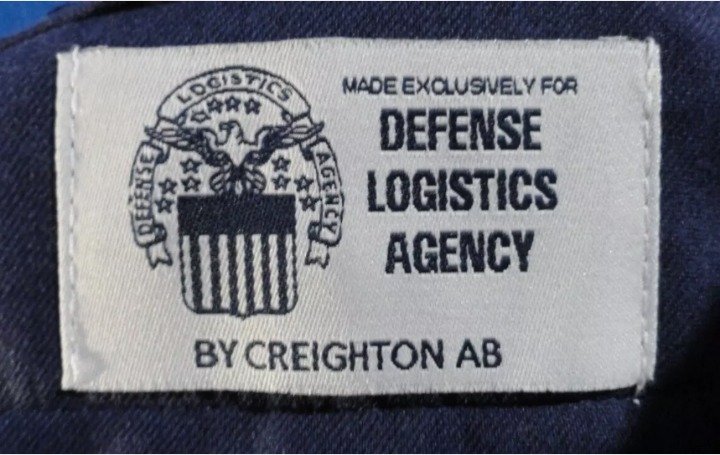 LOGISTICS
DEFENSE
AGENCY
MADE EXCLUSIVELY FOR
DEFENSE
LOGISTICS
AGENCY
BY CREIGHTON AB